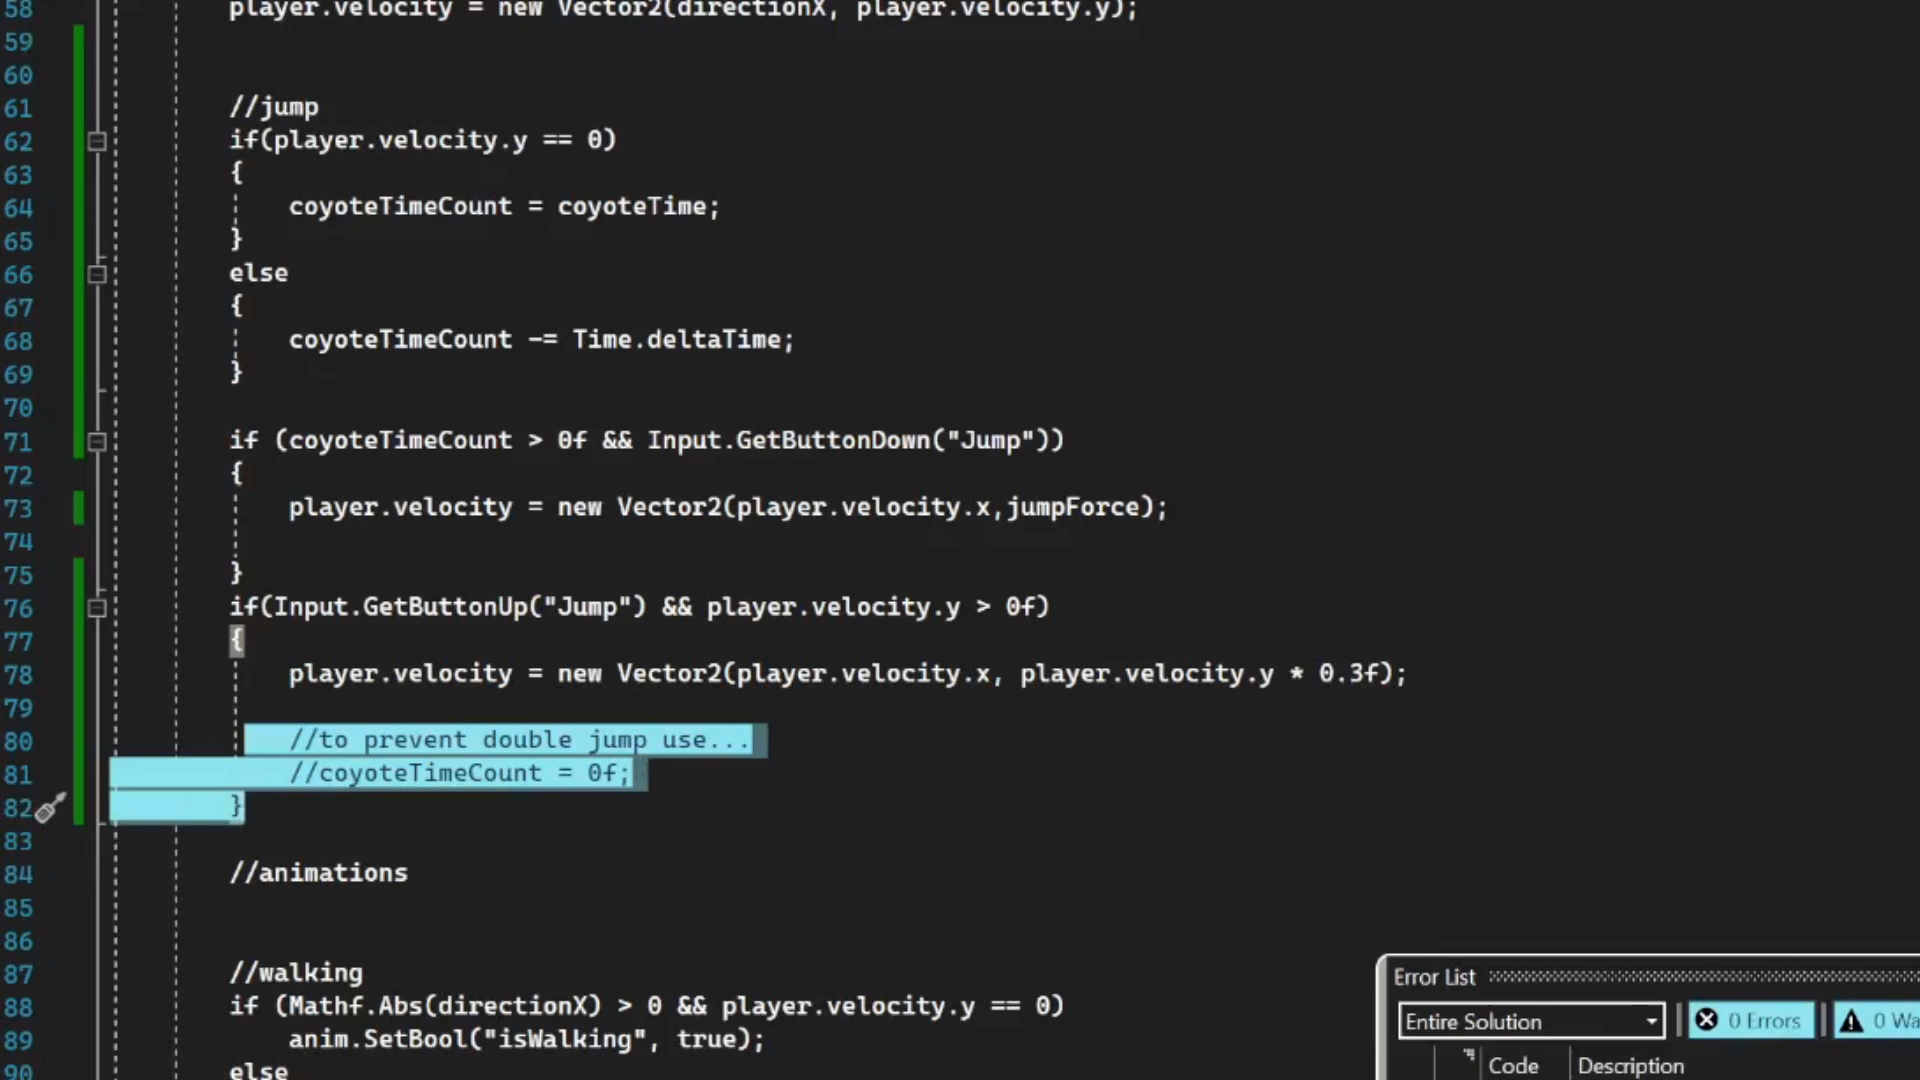 58 player.velocity = new Vector2(directionX, player.velocity.y);
59
60
61 //jump
62 if(player.velocity.y == 0)
63 {
64 coyoteTimeCount = coyoteTime;
65 }
66 else
67 {
68 coyoteTimeCount -= Time.deltaTime;
69 }
70
71 if (coyoteTimeCount > 0f && Input.GetButtonDown("Jump"))
72 {
73 player.velocity = new Vector2(player.velocity.x,jumpForce);
74
75 }
76 if(Input.GetButtonUp("Jump") && player.velocity.y > 0f)
77 {
78 player.velocity = new Vector2(player.velocity.x, player.velocity.y * 0.3f);
79
80 //to prevent double jump use...
81 //coyoteTimeCount = 0f;
82 }
83
84 //animations
85
86
87 //walking
88 if (Mathf.Abs(directionX) > 0 && player.velocity.y == 0)
89 anim.SetBool("isWalking", true);
90 else
Error List
Entire Solution 0 Errors 0 Wa
Code Description